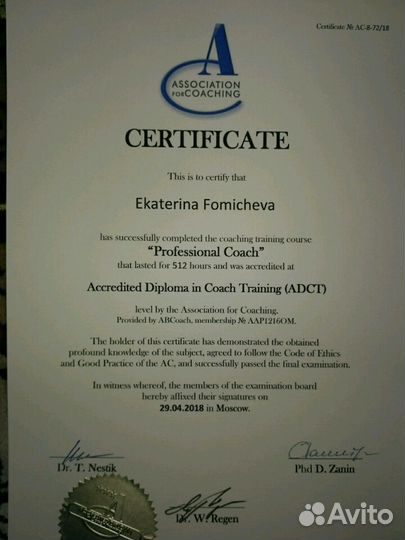 Certificate № AC-8-72/18
A
ASSOCIATION
FOR COACHING
CERTIFICATE
This is to certify that
Ekaterina Fomicheva
has successfully completed the coaching training course
“Professional Coach”
that lasted for 512 hours and was accredited at
Accredited Diploma in Coach Training (ADCT)
level by the Association for Coaching.
Provided by ABCoach, membership № AAP1216OM.
The holder of this certificate has demonstrated the obtained
profound knowledge of the subject, agreed to follow the Code of Ethics
and Good Practice of the AC, and successfully passed the final examination.
In witness whereof, the members of the examination board
hereby affixed their signatures on
29.04.2018 in Moscow.
Dr. T. Nestik
Phd D. Zanin
Dr. W. Regen
Avito